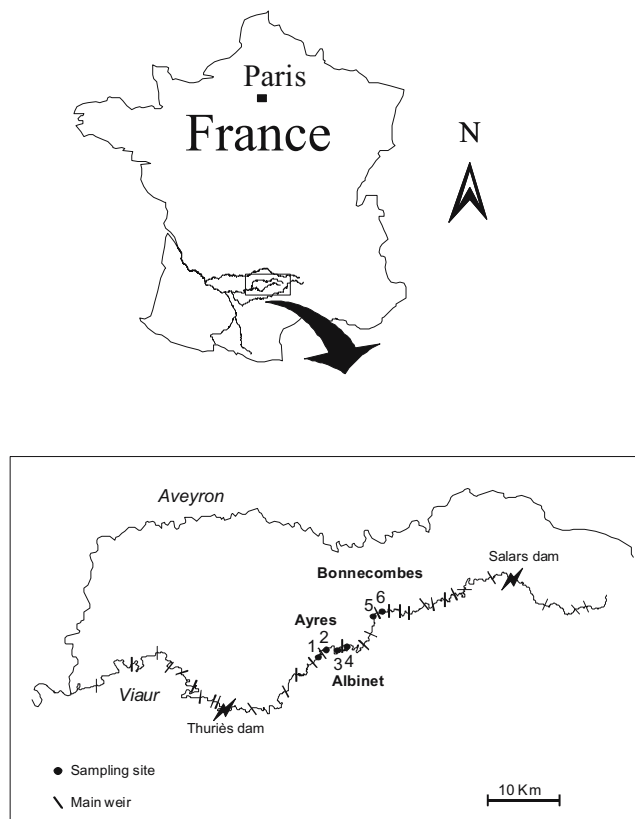 Paris
France
N
Aveyron
Salars dam
Bonnecombes
5 6
Ayres
1 2
3 4
Albinet
Viaur
Thuriès dam
Sampling site
10 Km
Main weir